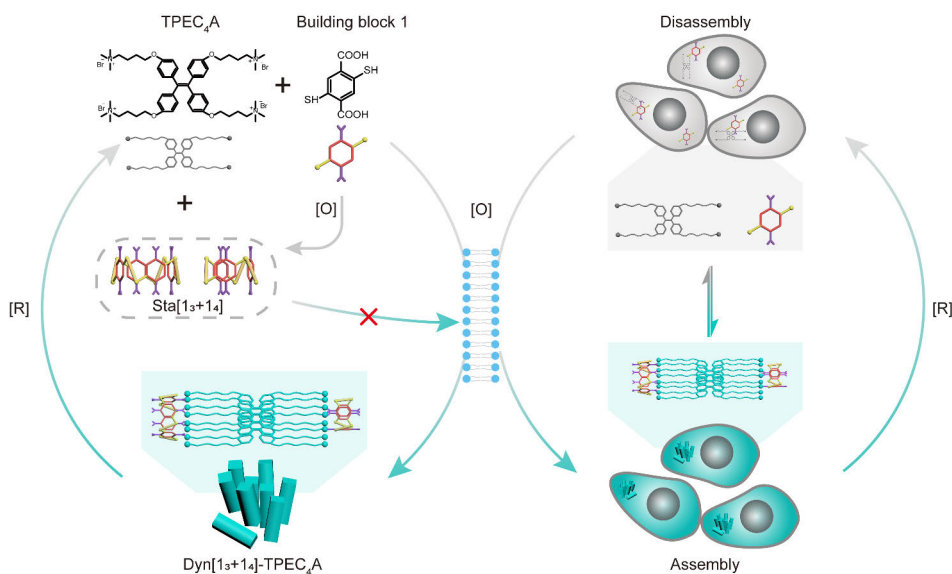 TPEC₄A
Building block 1
Disassembly
Br⁻
N⁺
O
O
N⁺
Br⁻
+
COOH
SH
SH
COOH
Br⁻
N⁺
O
O
N⁺
Br⁻
+
[O]
[O]
[R]
Sta[1₃+1₄]
[R]
Dyn[1₃+1₄]-TPEC₄A
Assembly